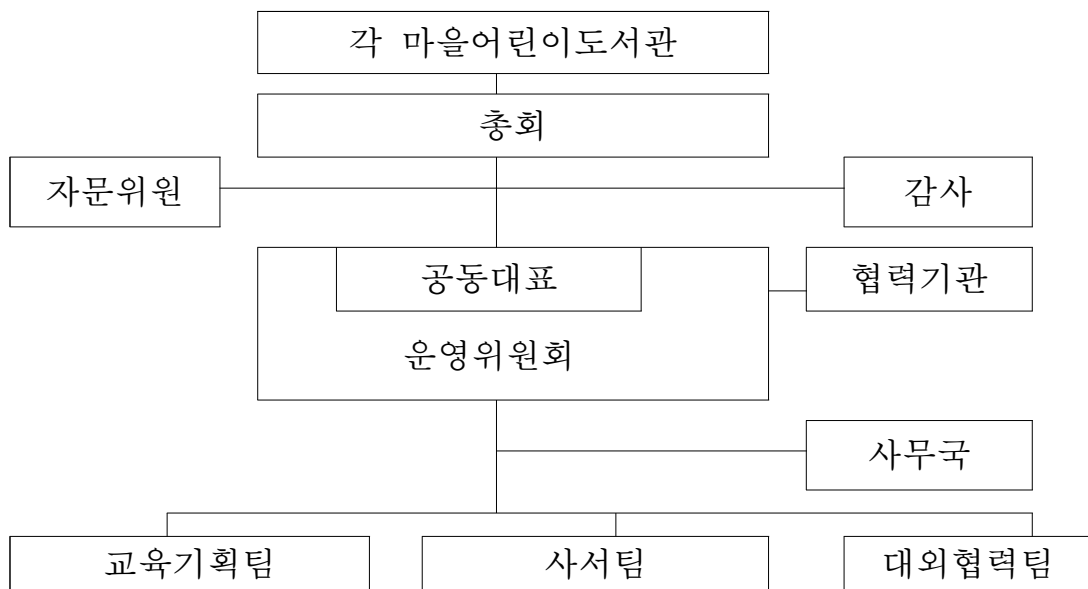 각 마을어린이도서관
총회
자문위원
감사
공동대표
협력기관
운영위원회
사무국
교육기획팀
사서팀
대외협력팀